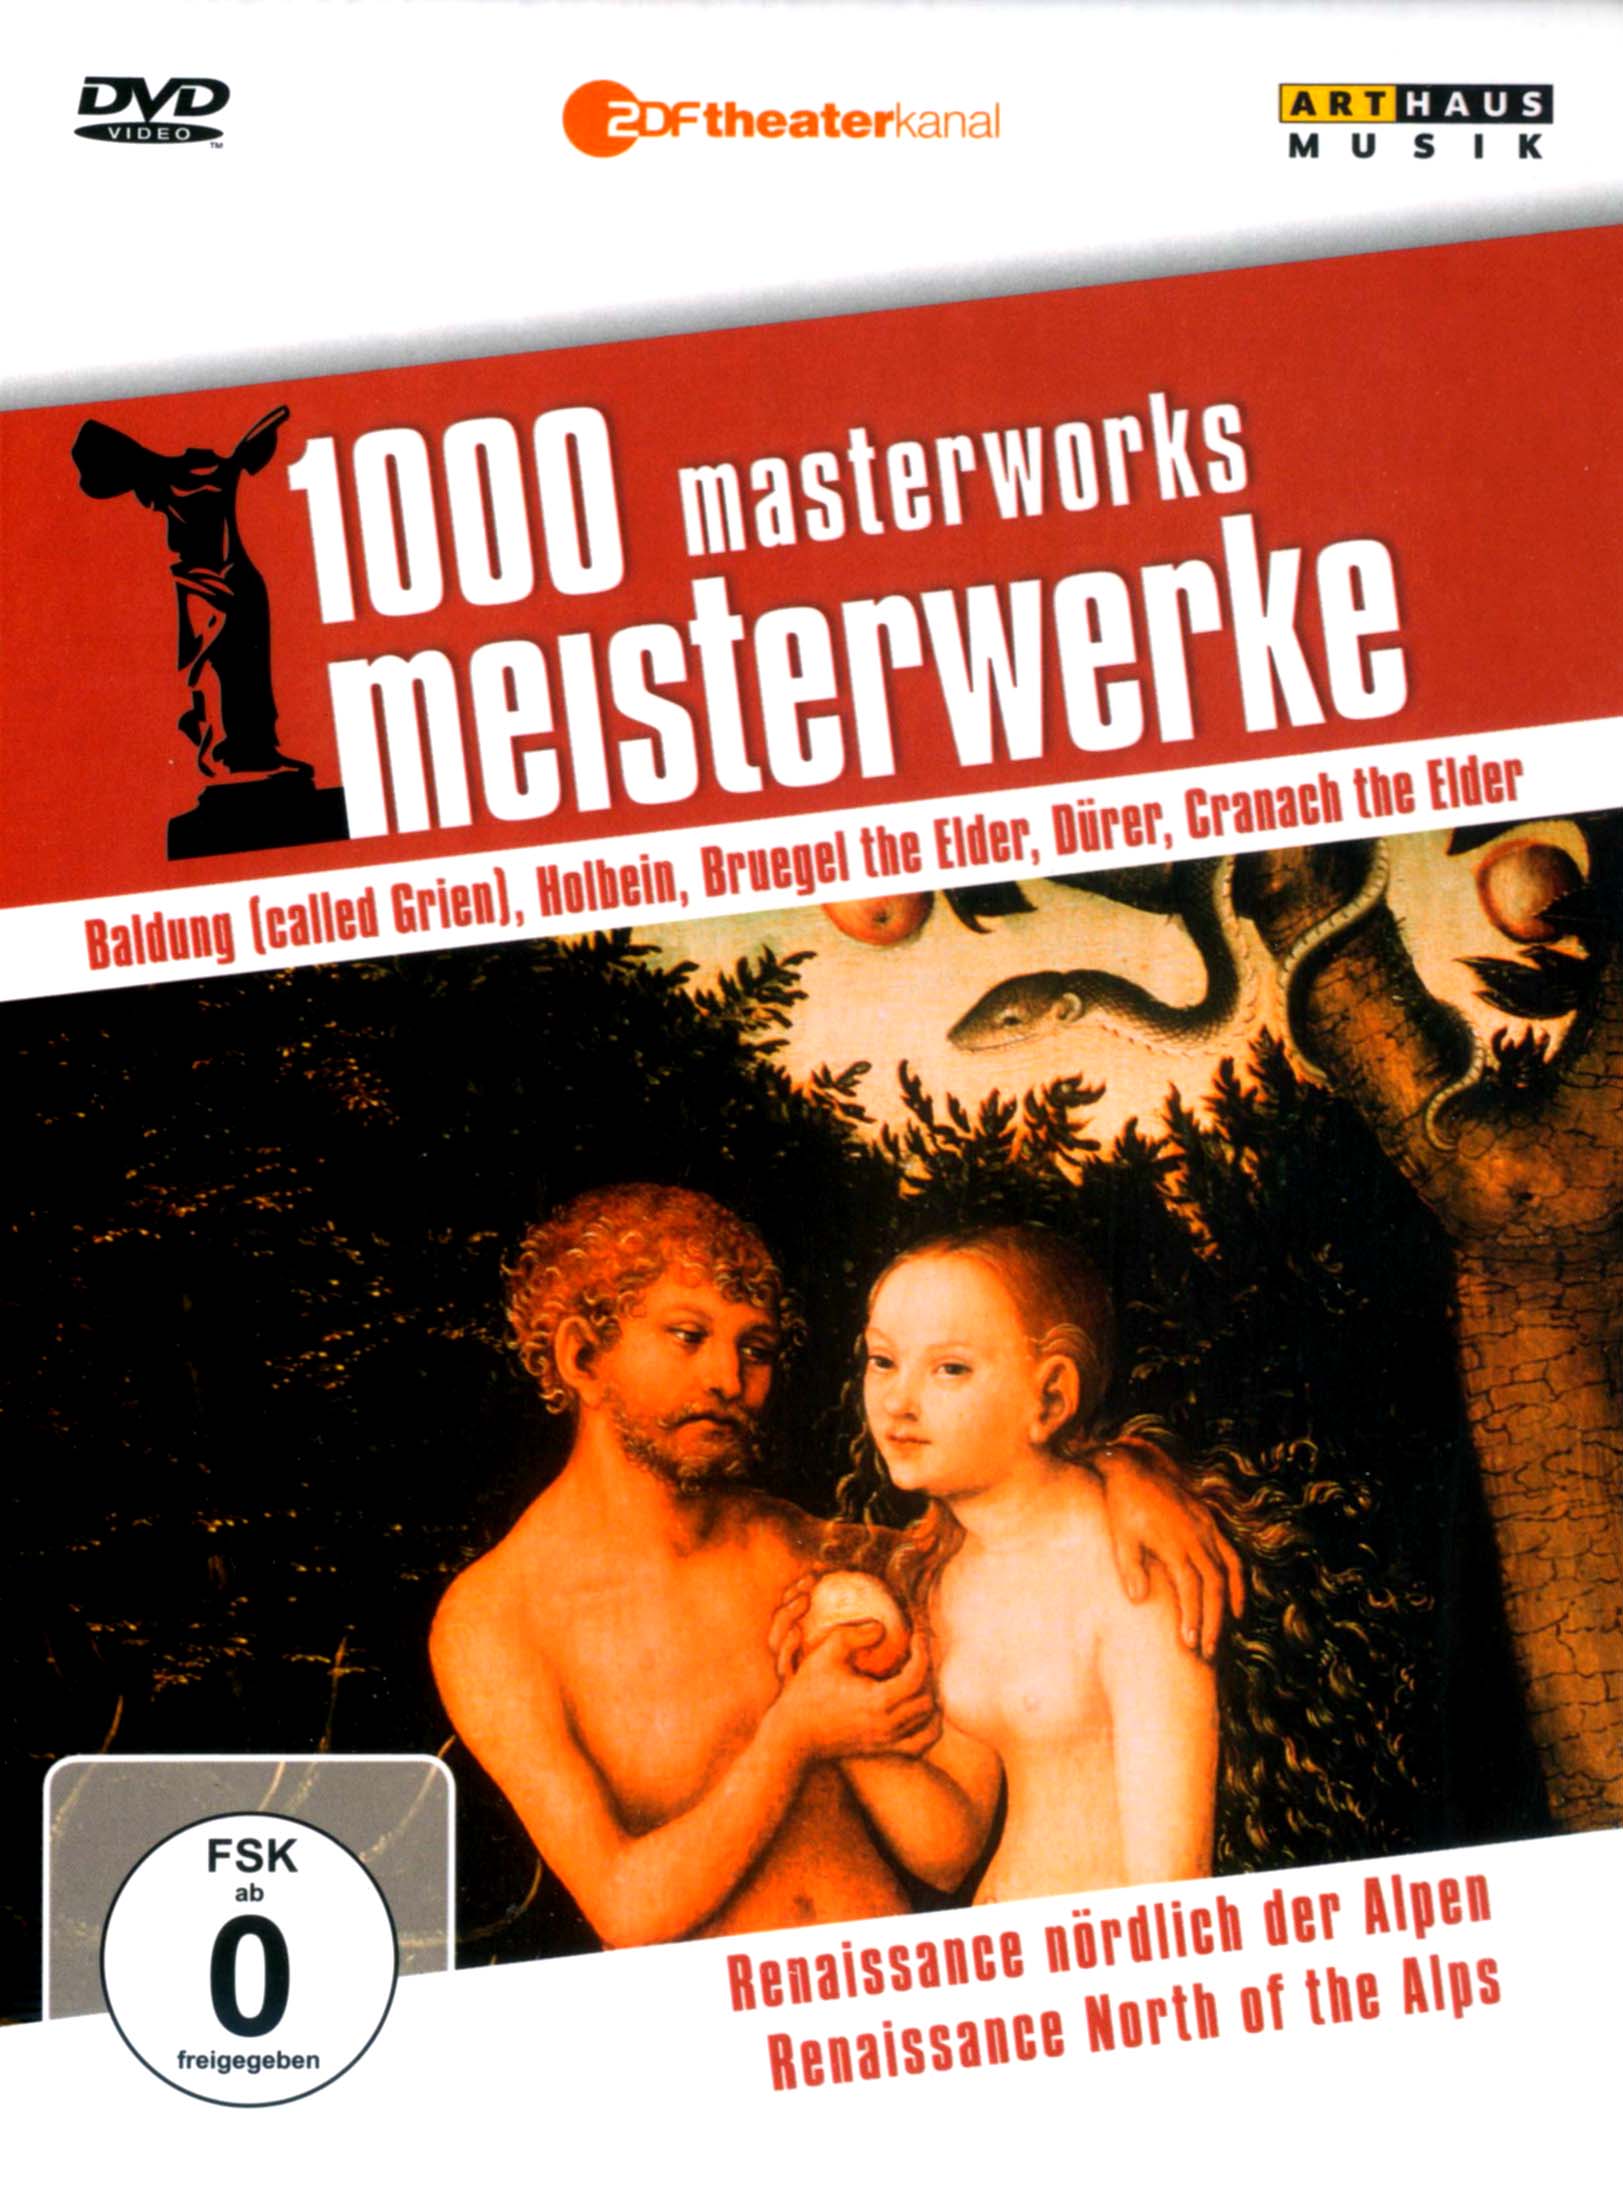 DVD
VIDEO
TM
ZDFtheaterkanal
ARTHAUS
MUSIK
1000 masterworks
meisterwerke
Baldung (called Grien), Holbein, Bruegel the Elder, Dürer, Cranach the Elder
FSK
ab
0
freigegeben
Renaissance nördlich der Alpen
Renaissance North of the Alps